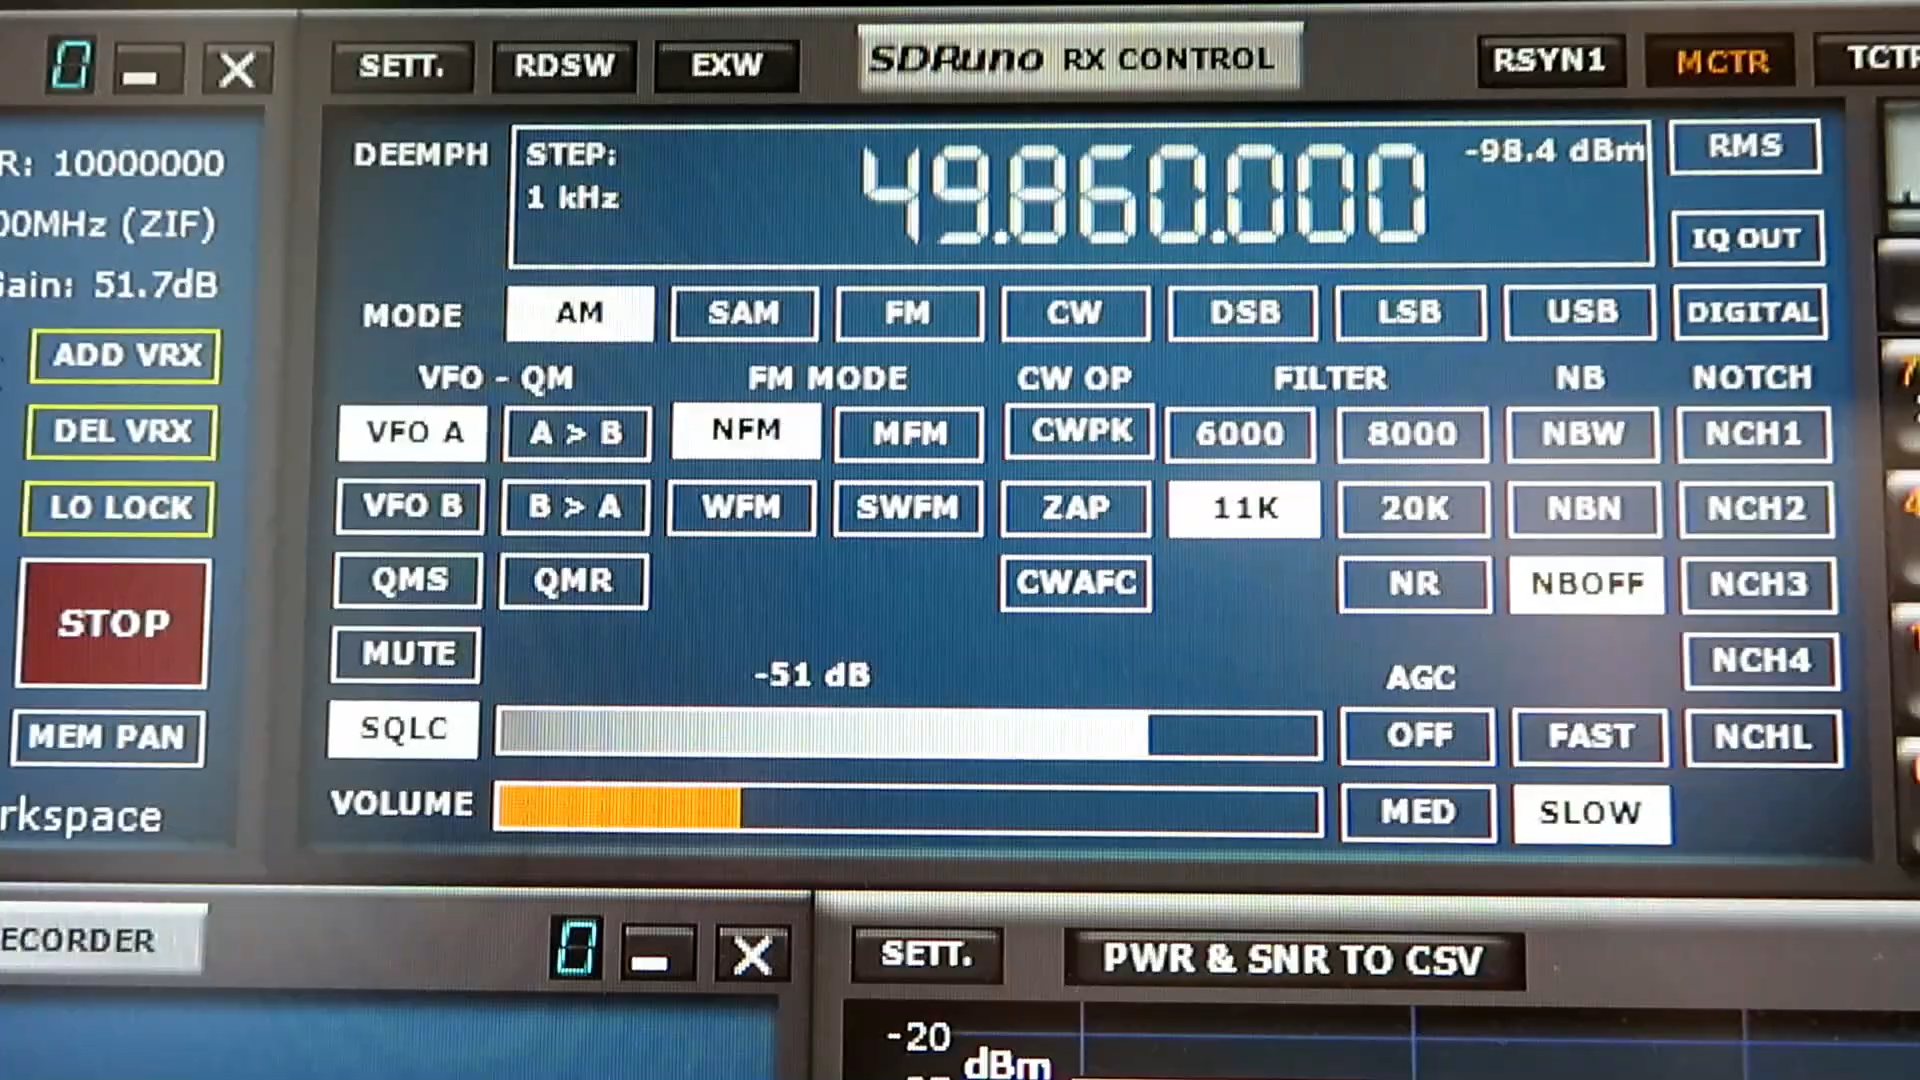 0
SETT. RDSW EXW SDRuno RX CONTROL RSYN1 MCTR TCTR
R: 10000000
00MHz (ZIF)
Gain: 51.7dB
ADD VRX
DEL VRX
LO LOCK
STOP
MEM PAN
rkspace
DEEMPH STEP: 49.860.000 -98.4 dBm RMS
1 kHz
IQ OUT
MODE AM SAM FM CW DSB LSB USB DIGITAL
VFO - QM FM MODE CW OP FILTER NB NOTCH
VFO A A > B NFM MFM CWPK 6000 8000 NBW NCH1
VFO B B > A WFM SWFM ZAP 11K 20K NBN NCH2
QMS QMR CWAFC NR NBOFF NCH3
MUTE -51 dB AGC NCH4
SQLC OFF FAST NCHL
VOLUME MED SLOW
ECORDER 0
SETT. PWR & SNR TO CSV
-20
dBm